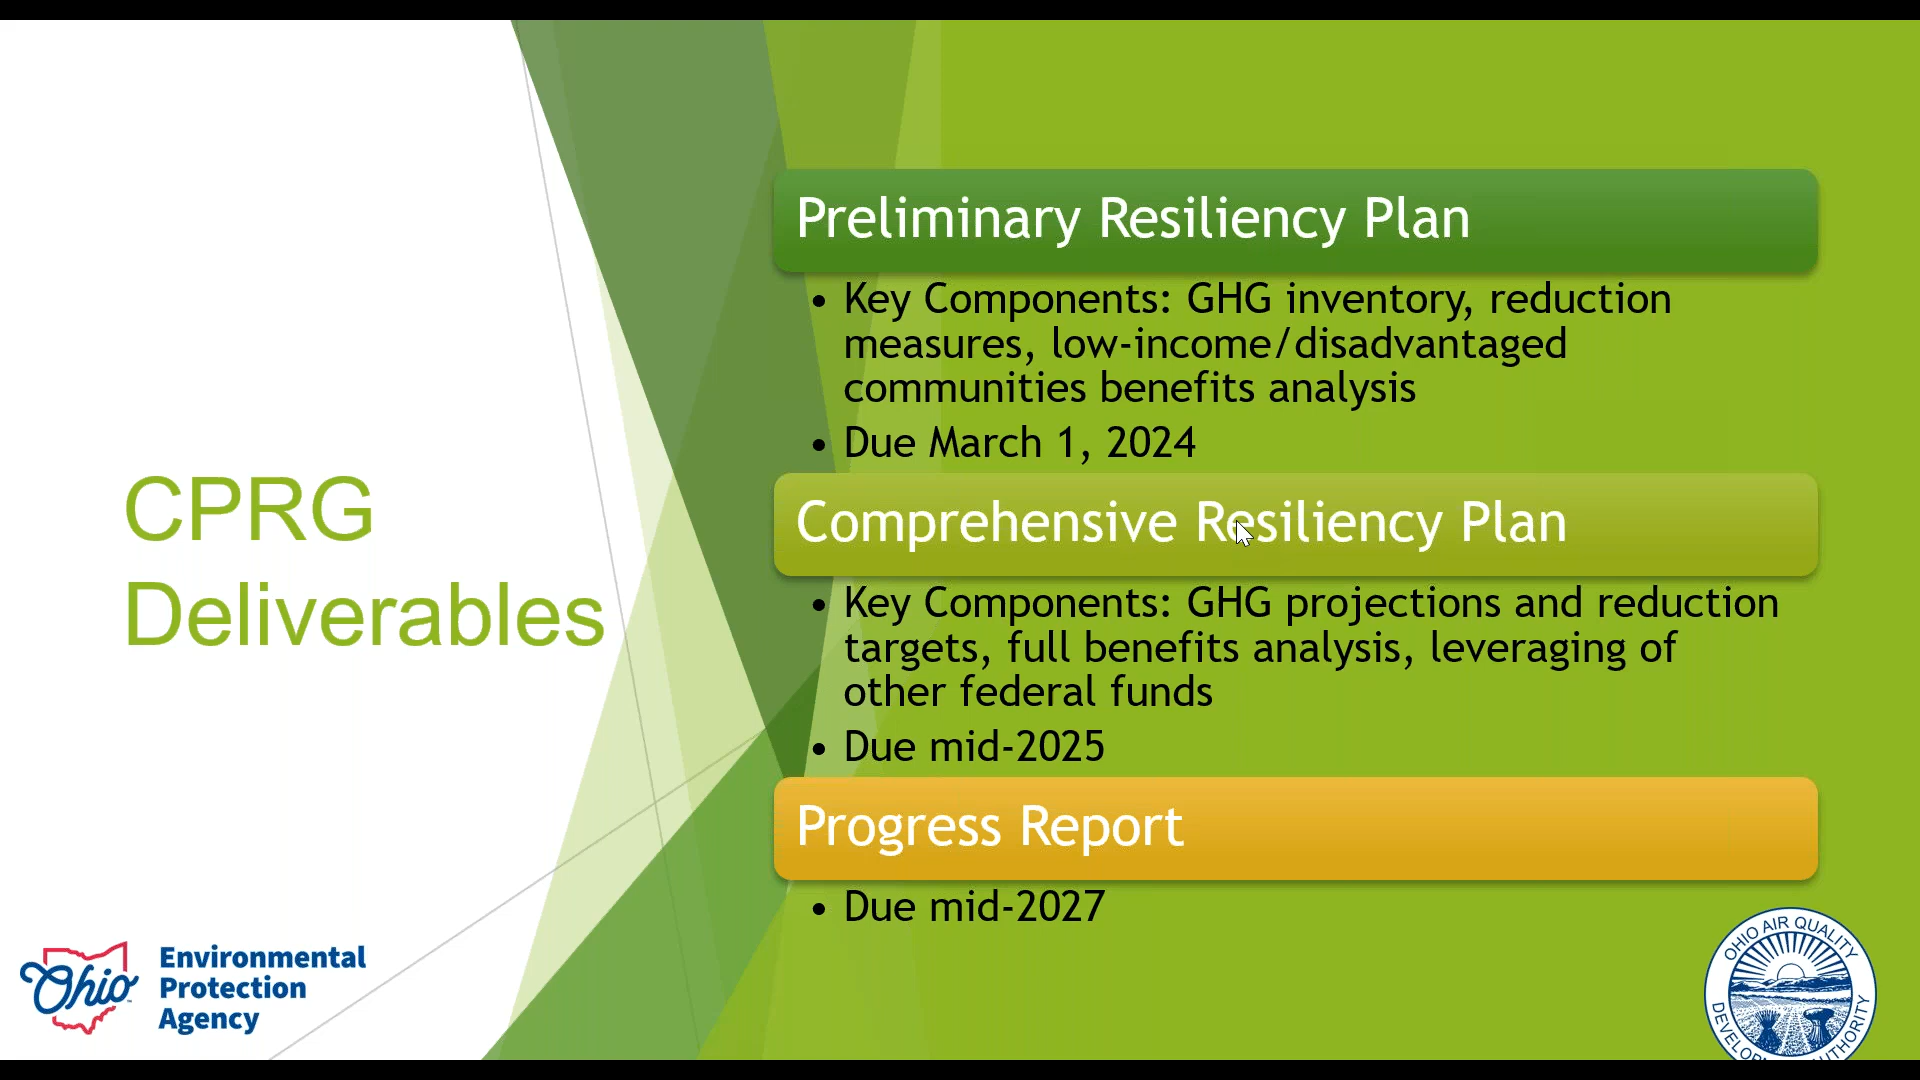 CPRG
Deliverables
Preliminary Resiliency Plan
• Key Components: GHG inventory, reduction
measures, low-income/disadvantaged
communities benefits analysis
• Due March 1, 2024
Comprehensive Resiliency Plan
• Key Components: GHG projections and reduction
targets, full benefits analysis, leveraging of
other federal funds
• Due mid-2025
Progress Report
• Due mid-2027
Ohio
Environmental
Protection
Agency
OHIO AIR QUALITY